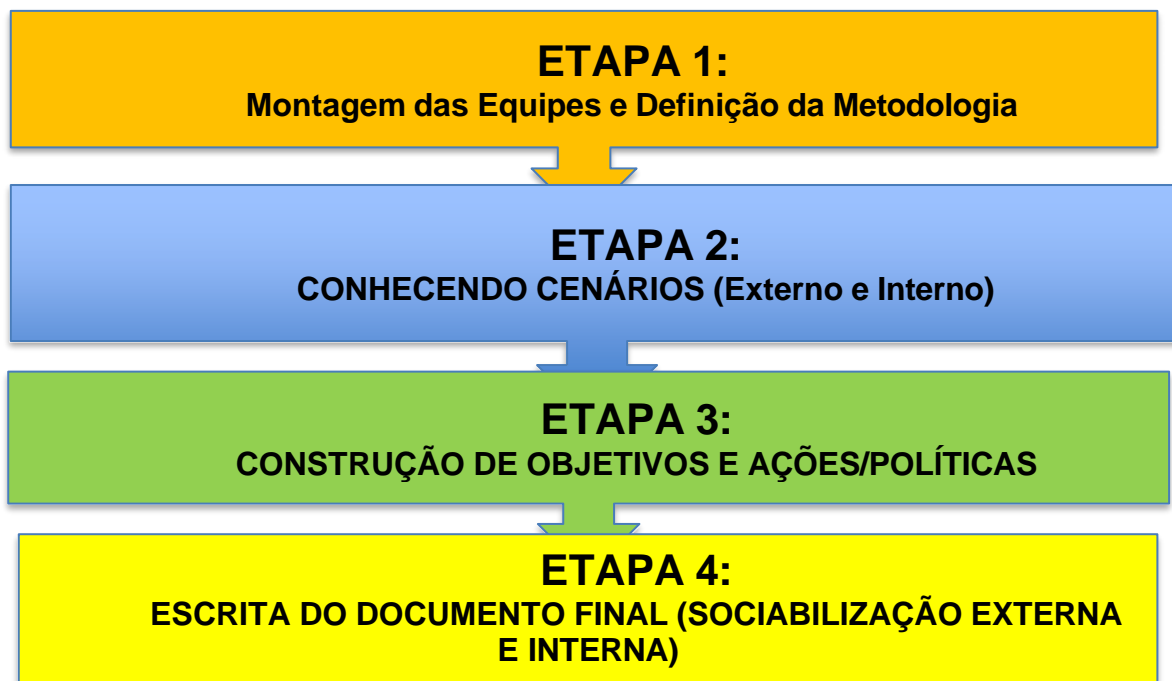 ETAPA 1:
Montagem das Equipes e Definição da Metodologia
ETAPA 2:
CONHECENDO CENÁRIOS (Externo e Interno)
ETAPA 3:
CONSTRUÇÃO DE OBJETIVOS E AÇÕES/POLÍTICAS
ETAPA 4:
ESCRITA DO DOCUMENTO FINAL (SOCIABILIZAÇÃO EXTERNA
E INTERNA)